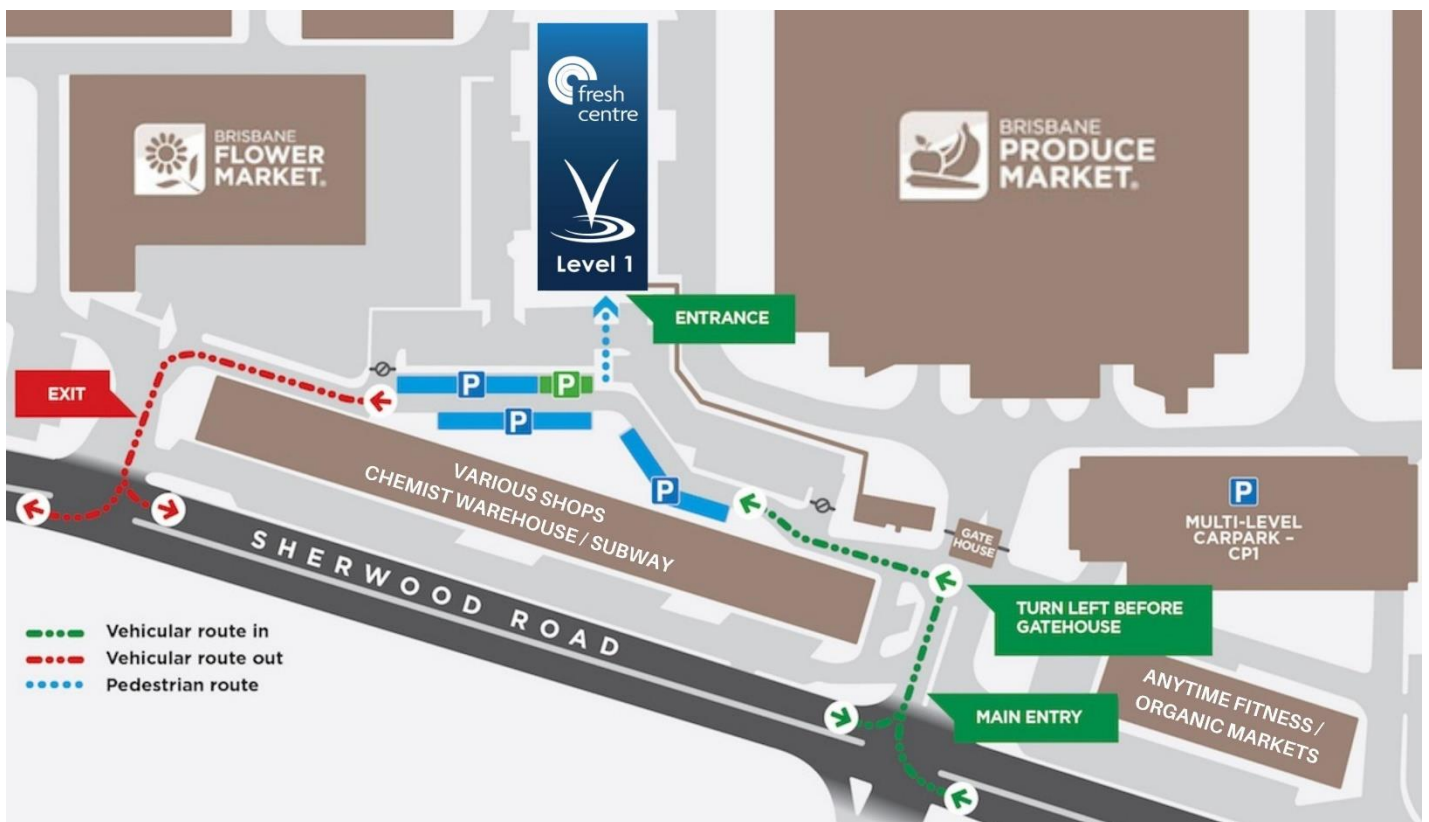 fresh
centre
Level 1
BRISBANE
FLOWER
MARKET.
BRISBANE
PRODUCE
MARKET.
ENTRANCE
EXIT
P
P
P
P
P
MULTI-LEVEL
CARPARK –
CP1
VARIOUS SHOPS
CHEMIST WAREHOUSE / SUBWAY
GATE
HOUSE
TURN LEFT BEFORE
GATEHOUSE
SHERWOOD ROAD
MAIN ENTRY
ANYTIME FITNESS /
ORGANIC MARKETS
Vehicular route in
Vehicular route out
Pedestrian route